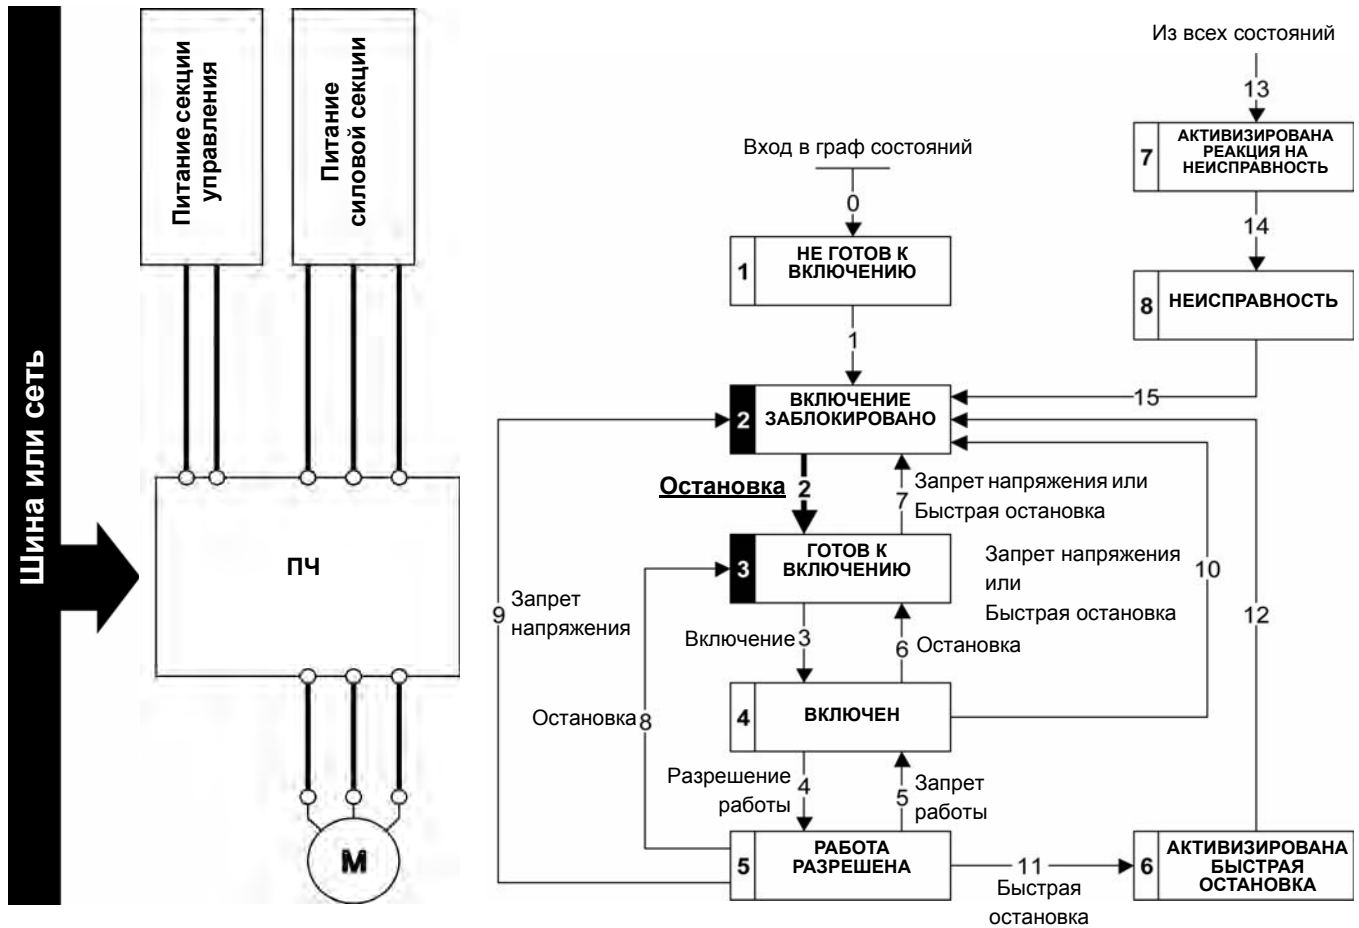 Шина или сеть
Питание секции
управления
Питание
силовой секции
ПЧ
М
Из всех состояний
13
7
АКТИВИЗИРОВАНА
РЕАКЦИЯ НА
НЕИСПРАВНОСТЬ
14
8
НЕИСПРАВНОСТЬ
15
Вход в граф состояний
0
1
НЕ ГОТОВ К
ВКЛЮЧЕНИЮ
1
2
ВКЛЮЧЕНИЕ
ЗАБЛОКИРОВАНО
Остановка 2
7
Запрет напряжения или
Быстрая остановка
3
ГОТОВ К
ВКЛЮЧЕНИЮ
Запрет напряжения
или
Быстрая остановка
10
12
9
Запрет
напряжения
Включение 3
6 Остановка
4
ВКЛЮЧЕН
Остановка 8
Разрешение
работы
4
5
Запрет
работы
5
РАБОТА
РАЗРЕШЕНА
11
Быстрая
остановка
6
АКТИВИЗИРОВАНА
БЫСТРАЯ
ОСТАНОВКА